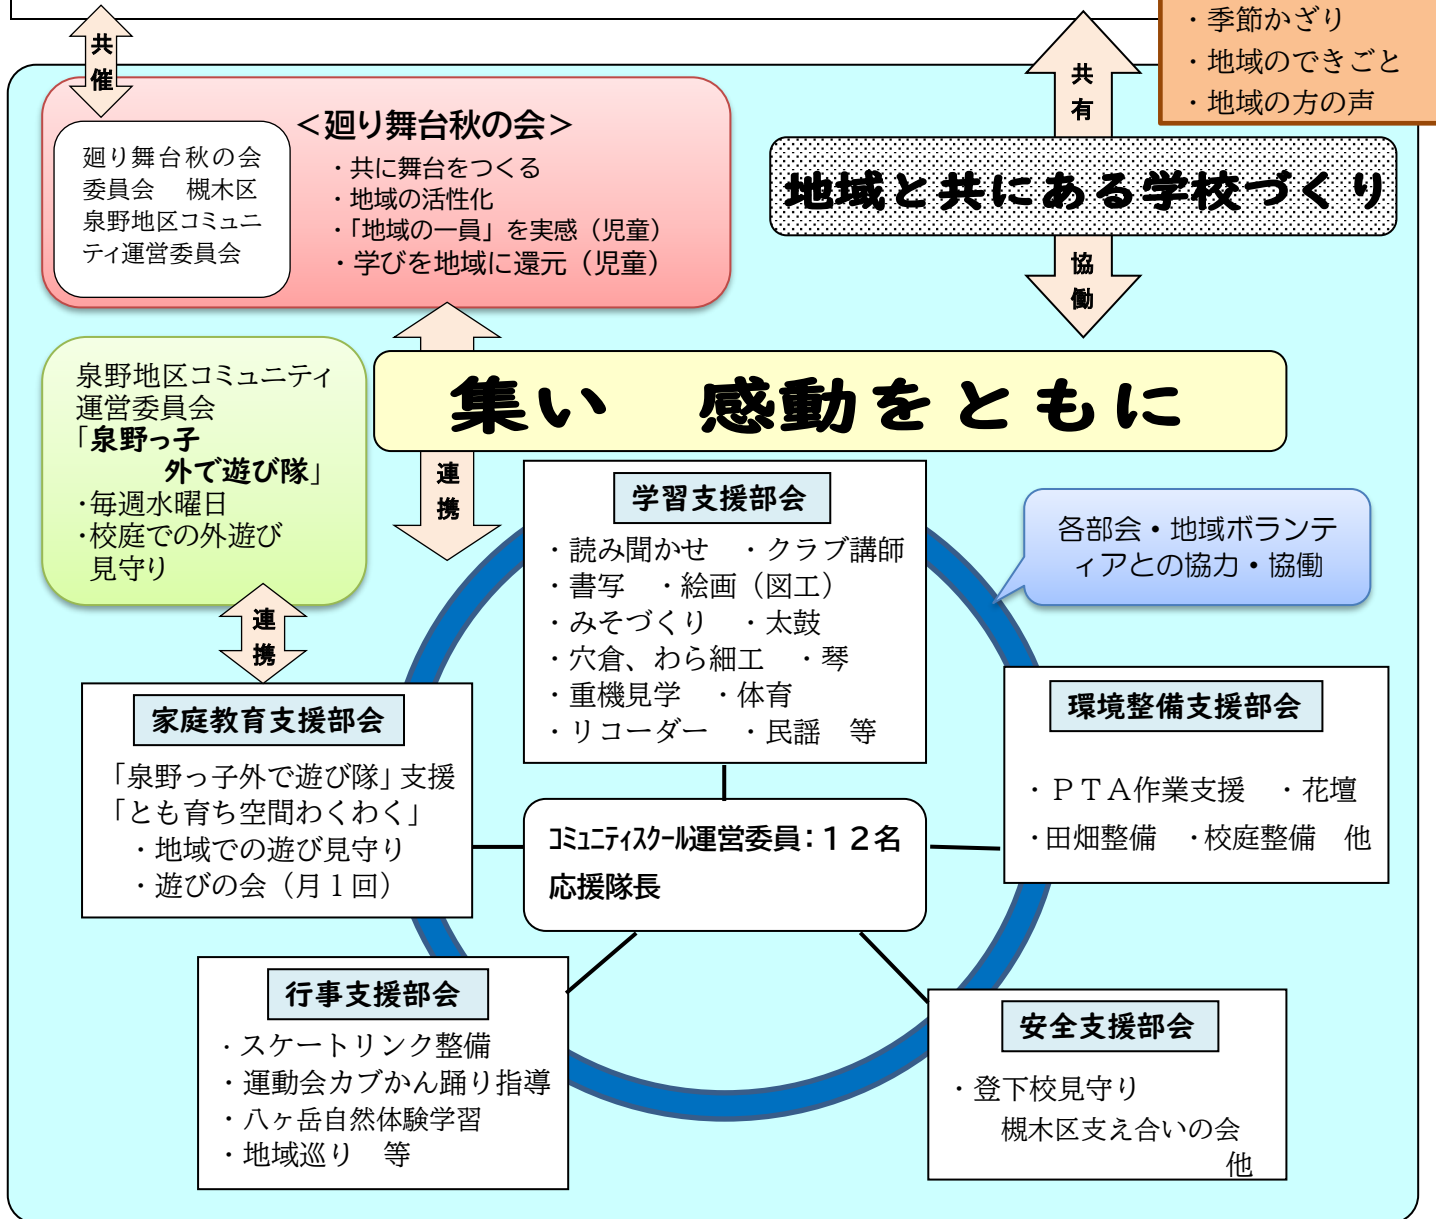 ・季節かざり
・地域のできごと
・地域の方の声
共
催
共
有
＜廻り舞台秋の会＞
・共に舞台をつくる
・地域の活性化
・「地域の一員」を実感（児童）
・学びを地域に還元（児童）
廻り舞台秋の会
委員会　槻木区
泉野地区コミュニ
ティ運営委員会
地域と共にある学校づくり
協
働
集い　感動をともに
泉野地区コミュニティ
運営委員会
「泉野っ子
外で遊び隊」
・毎週水曜日
・校庭での外遊び
見守り
連
携
連
携
各部会・地域ボランテ
ィアとの協力・協働
学習支援部会
・読み聞かせ　・クラブ講師
・書写　・絵画（図工）
・みそづくり　・太鼓
・穴倉、わら細工　・琴
・重機見学　・体育
・リコーダー　・民謡　等
家庭教育支援部会
「泉野っ子外で遊び隊」支援
「とも育ち空間わくわく」
・地域での遊び見守り
・遊びの会（月１回）
環境整備支援部会
・ＰＴＡ作業支援　・花壇
・田畑整備　・校庭整備　他
ｺﾐｭﾆﾃｨｽｸｰﾙ運営委員：１２名
応援隊長
行事支援部会
・スケートリンク整備
・運動会カブかん踊り指導
・八ヶ岳自然体験学習
・地域巡り　等
安全支援部会
・登下校見守り
槻木区支え合いの会
他